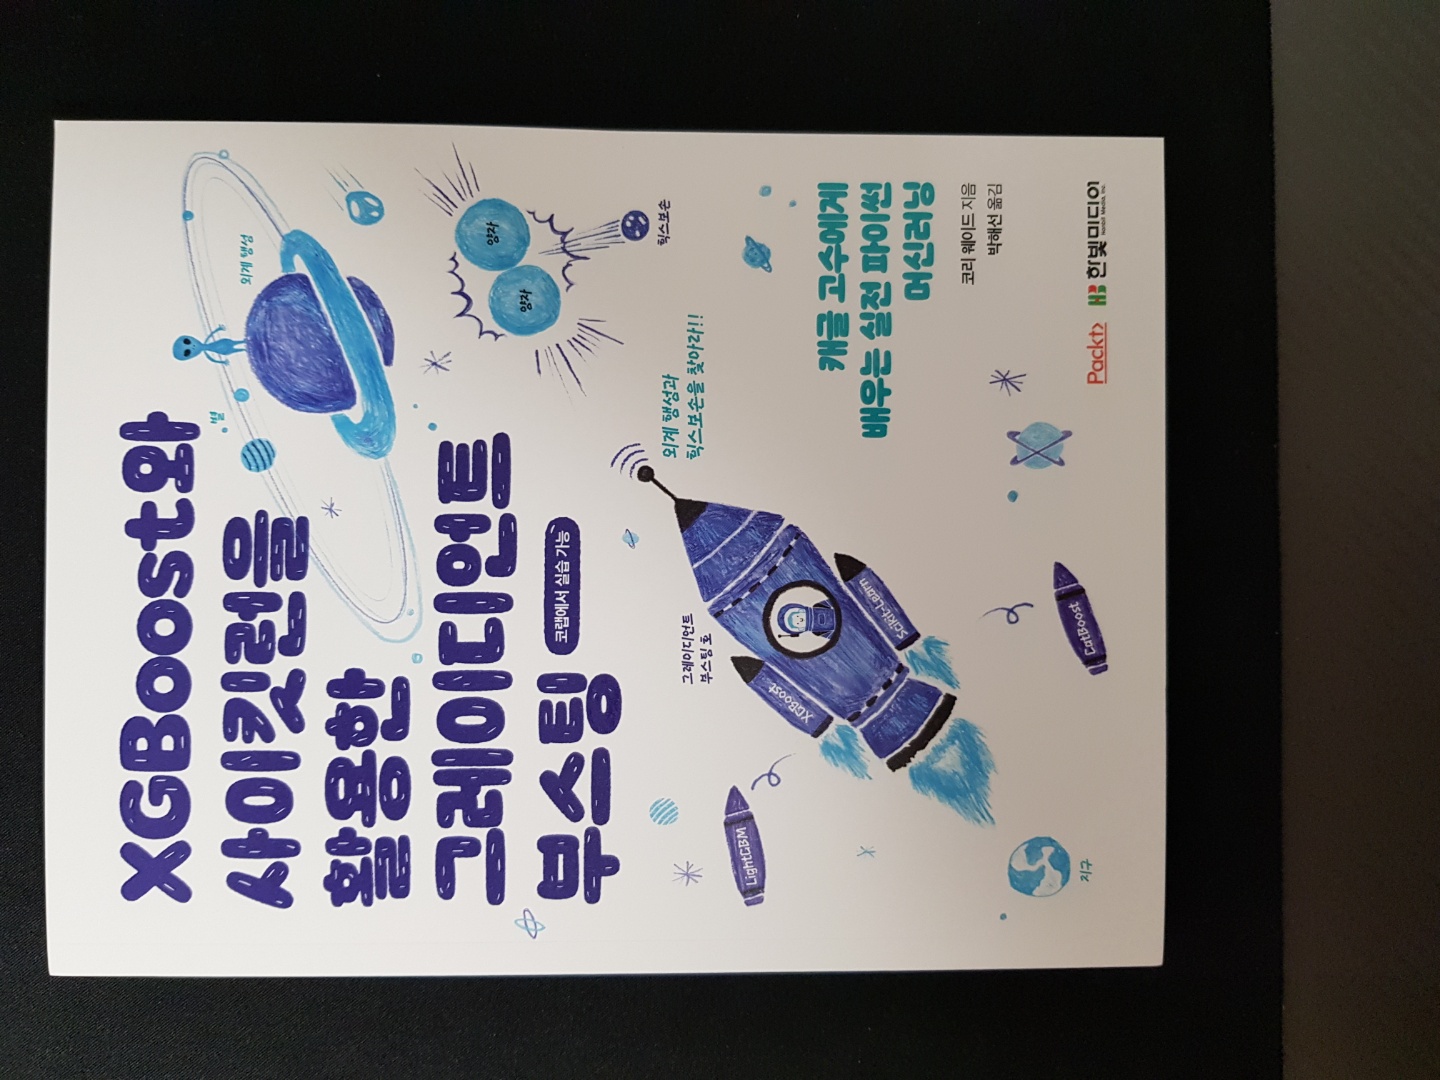 XGBoost와
사이킷런을
활용한
그레이디언트
부스팅
코랩에서 실습 가능
외계 행성
별
양자
양자
힉스보손
외계 행성과
힉스보손을 찾아라!!
그레이디언트
부스팅 호
XGBoost
Scikit-Learn
LightGBM
CatBoost
지구
캐글 고수에게
배우는 실전 파이썬
머신러닝
코리 웨이드 지음
박해선 옮김
Packt>
HB 한빛미디어
Hanbit Media, Inc.